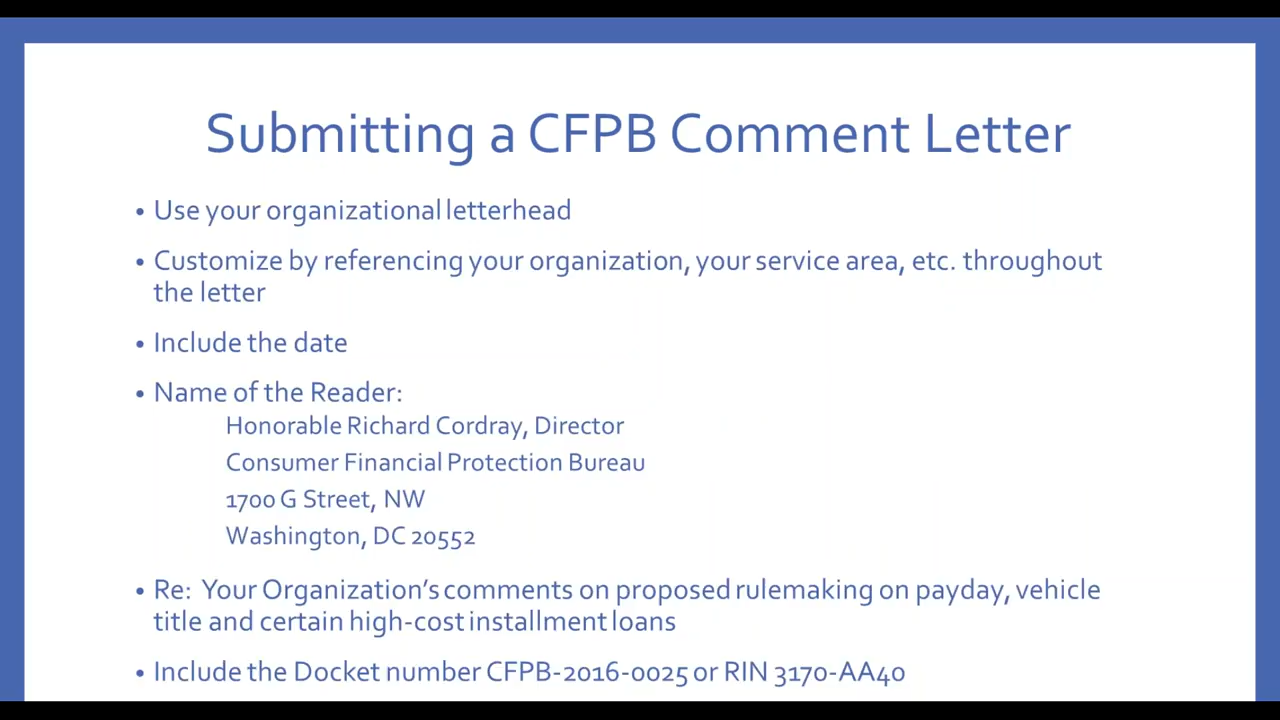 Submitting a CFPB Comment Letter
• Use your organizational letterhead
• Customize by referencing your organization, your service area, etc. throughout
the letter
• Include the date
• Name of the Reader:
Honorable Richard Cordray, Director
Consumer Financial Protection Bureau
1700 G Street, NW
Washington, DC 20552
• Re:  Your Organization's comments on proposed rulemaking on payday, vehicle
title and certain high-cost installment loans
• Include the Docket number CFPB-2016-0025 or RIN 3170-AA40